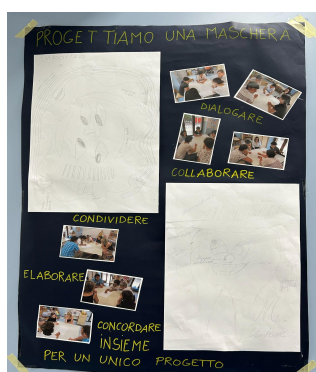 PROGETTIAMO UNA MASCHERA
DIALOGARE
COLLABORARE
CONDIVIDERE
ELABORARE
CONCORDARE
INSIEME
PER UN UNICO PROGETTO